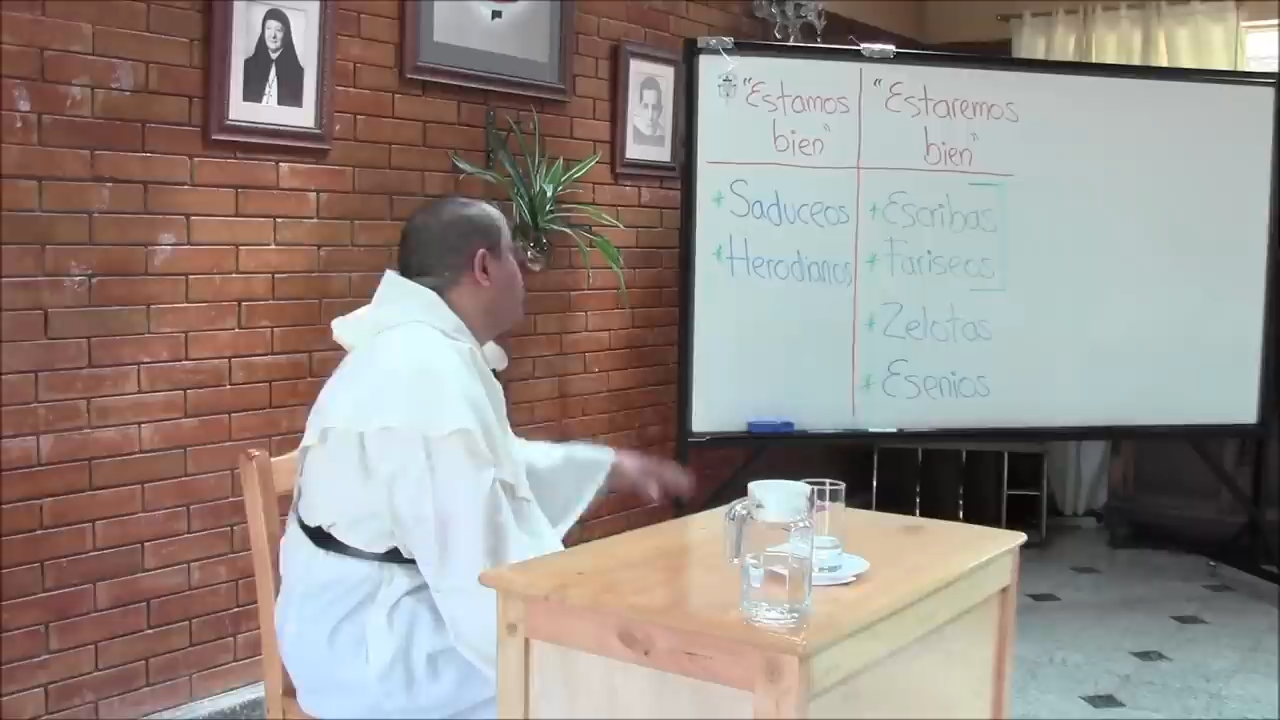 "Estamos
bien"
"Estaremos
bien"
* Saduceos
* Herodianos
* Escribas
* Fariseos
* Zelotas
* Esenios